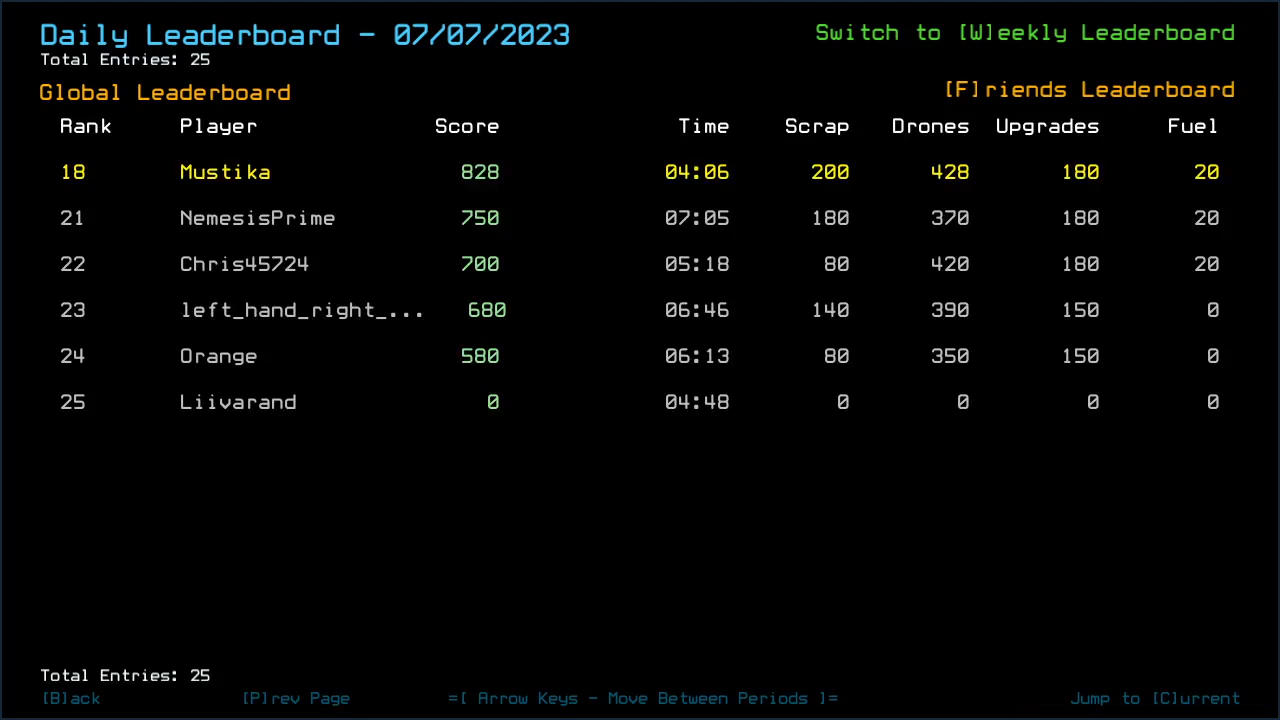 Daily Leaderboard - 07/07/2023 Switch to [W]eekly Leaderboard
Total Entries: 25
Global Leaderboard [F]riends Leaderboard
Rank Player Score Time Scrap Drones Upgrades Fuel
18 Mustika 828 04:06 200 428 180 20
21 NemesisPrime 750 07:05 180 370 180 20
22 Chris45724 700 05:18 80 420 180 20
23 left_hand_right_... 680 06:46 140 390 150 0
24 Orange 580 06:13 80 350 150 0
25 Liivarand 0 04:48 0 0 0 0
Total Entries: 25
[B]ack [P]rev Page =[ Arrow Keys - Move Between Periods ]= Jump to [C]urrent